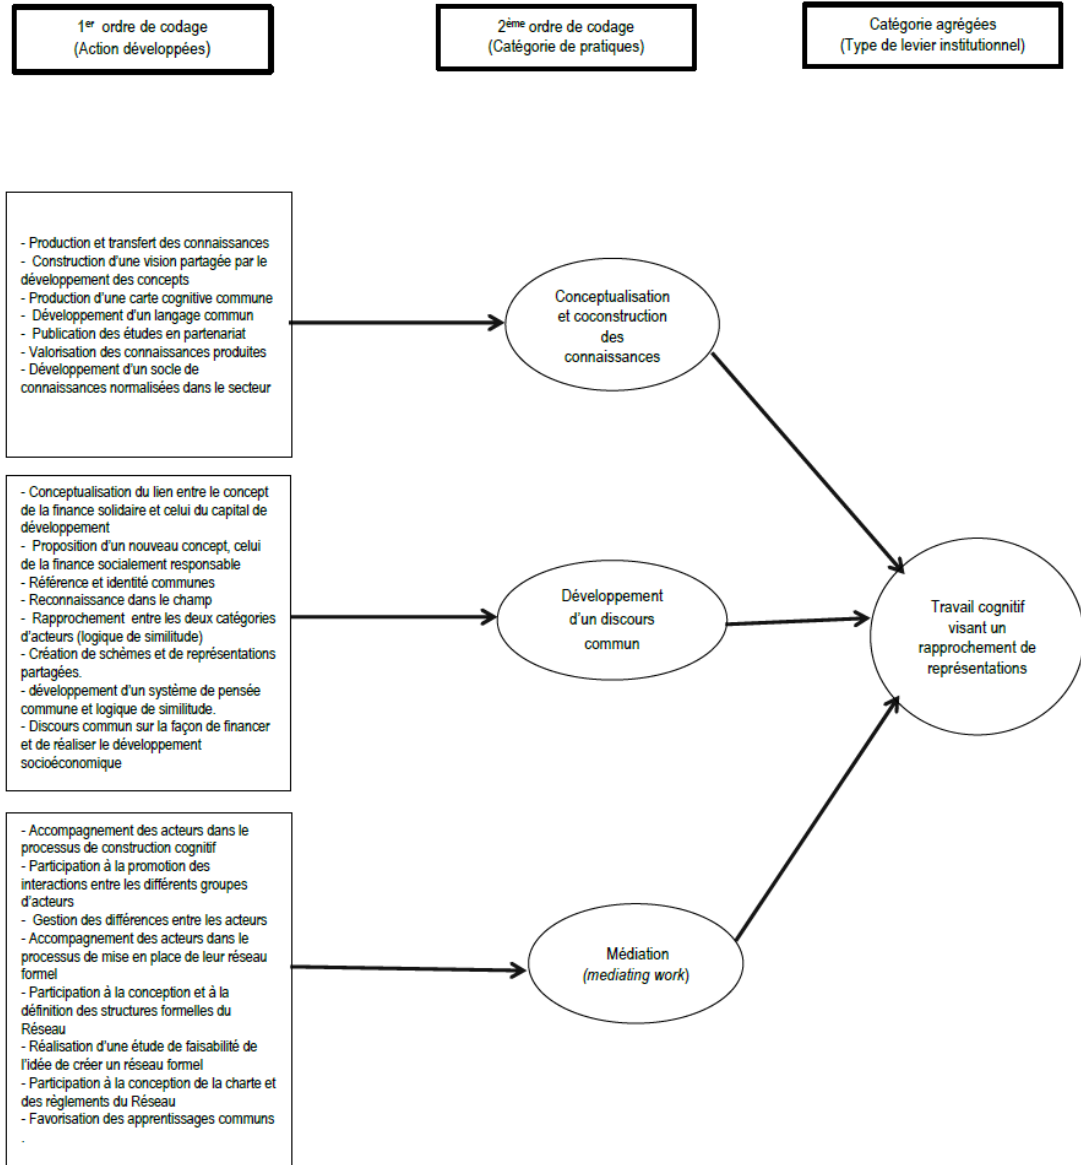 1er ordre de codage
(Action développées)
2ème ordre de codage
(Catégorie de pratiques)
Catégorie agrégées
(Type de levier institutionnel)
- Production et transfert des connaissances
- Construction d'une vision partagée par le
développement des concepts
- Production d'une carte cognitive commune
- Développement d'un langage commun
- Publication des études en partenariat
- Valorisation des connaissances produites
- Développement d'un socle de
connaissances normalisées dans le secteur
Conceptualisation
et coconstruction
des
connaissances
- Conceptualisation du lien entre le concept
de la finance solidaire et celui du capital de
développement
- Proposition d'un nouveau concept, celui
de la finance socialement responsable
- Référence et identité communes
- Reconnaissance dans le champ
- Rapprochement entre les deux catégories
d'acteurs (logique de similitude)
- Création de schèmes et de représentations
partagées.
- développement d'un système de pensée
commune et logique de similitude.
- Discours commun sur la façon de financer
et de réaliser le développement
socioéconomique
Développement
d'un discours
commun
Travail cognitif
visant un
rapprochement de
représentations
- Accompagnement des acteurs dans le
processus de construction cognitif
- Participation à la promotion des
interactions entre les différents groupes
d'acteurs
- Gestion des différences entre les acteurs
- Accompagnement des acteurs dans le
processus de mise en place de leur réseau
formel
- Participation à la conception et à la
définition des structures formelles du
Réseau
- Réalisation d'une étude de faisabilité de
l'idée de créer un réseau formel
- Participation à la conception de la charte et
des règlements du Réseau
- Favorisation des apprentissages communs
.
Médiation
(mediating work)